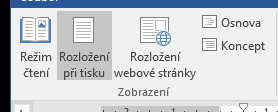 Režim
čtení
Rozložení
při tisku
Rozložení
webové stránky
Osnova
Koncept
Zobrazení